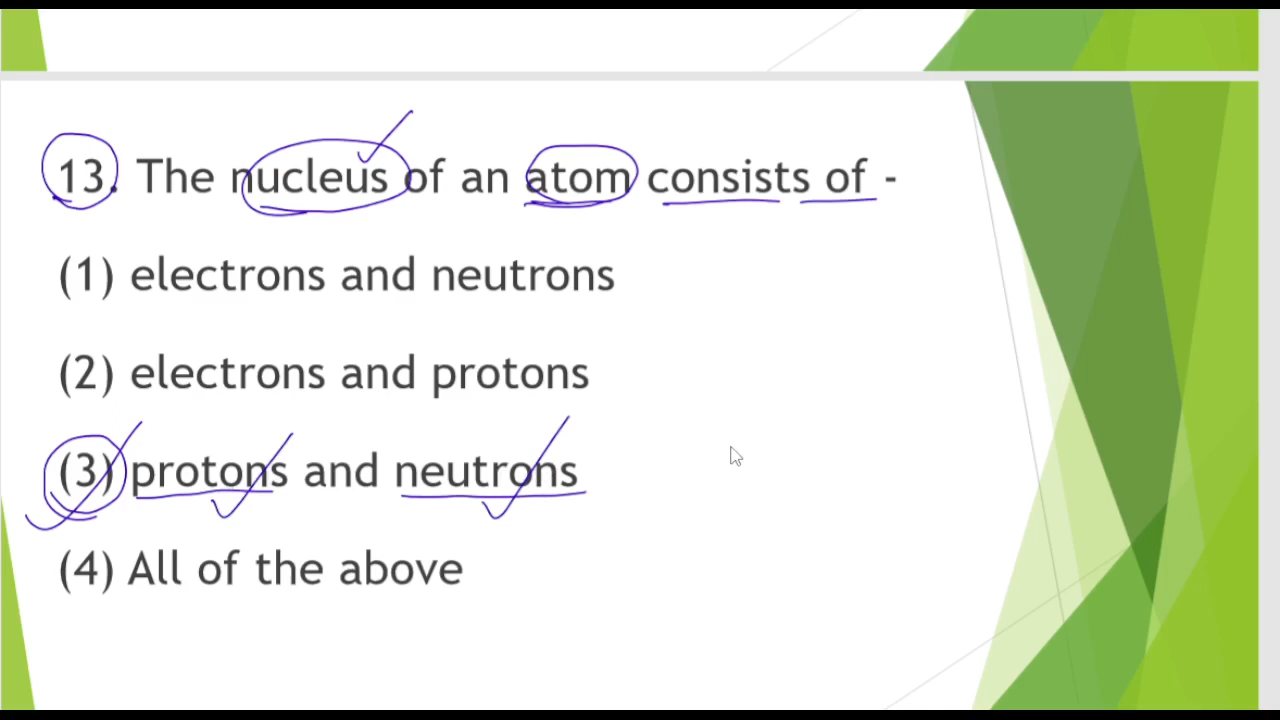 13. The nucleus of an atom consists of -
(1) electrons and neutrons
(2) electrons and protons
(3) protons and neutrons
(4) All of the above